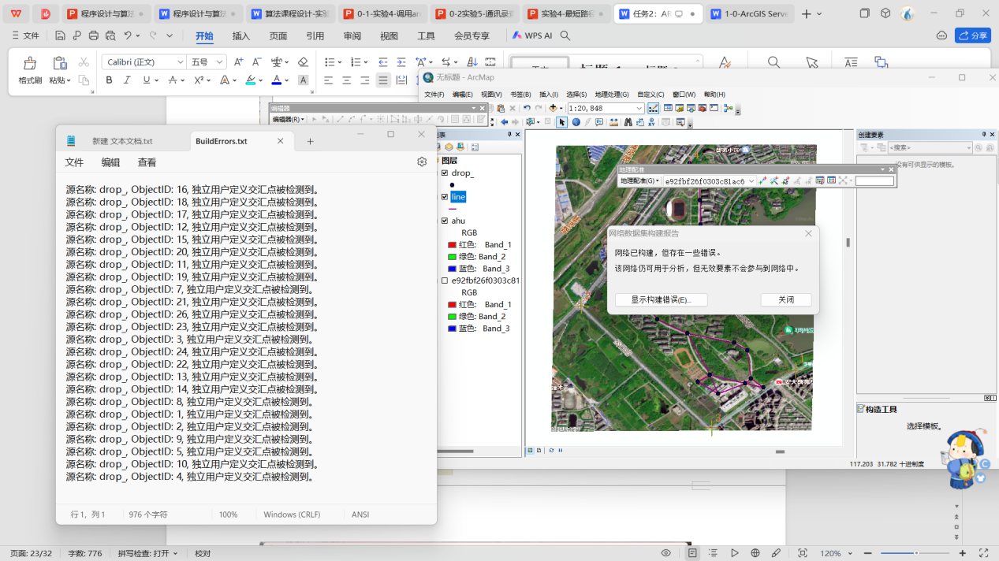 程序设计与算法
程序设计与算法
算法课程设计-实验
0-1-实验4-调用ar
0-2实验5-通讯录
实验4-最短路
任务2：AR
1-0-ArcGIS Serve
文件
开始
插入
页面
引用
审阅
视图
工具
会员专享
WPS AI
分享
格式刷
粘贴
Calibri (正文)
五号
无标题 - ArcMap
文件(F)
编辑(E)
视图(V)
书签(B)
插入(I)
选择(S)
地理处理(G)
自定义(C)
窗口(W)
帮助(H)
编辑器
编辑器(R)
1:20,848
新建 文本文档.txt
BuildErrors.txt
文件
编辑
查看
源名称: drop_, ObjectID: 16, 独立用户定义交汇点被检测到。
源名称: drop_, ObjectID: 18, 独立用户定义交汇点被检测到。
源名称: drop_, ObjectID: 17, 独立用户定义交汇点被检测到。
源名称: drop_, ObjectID: 12, 独立用户定义交汇点被检测到。
源名称: drop_, ObjectID: 15, 独立用户定义交汇点被检测到。
源名称: drop_, ObjectID: 20, 独立用户定义交汇点被检测到。
源名称: drop_, ObjectID: 11, 独立用户定义交汇点被检测到。
源名称: drop_, ObjectID: 19, 独立用户定义交汇点被检测到。
源名称: drop_, ObjectID: 7, 独立用户定义交汇点被检测到。
源名称: drop_, ObjectID: 21, 独立用户定义交汇点被检测到。
源名称: drop_, ObjectID: 26, 独立用户定义交汇点被检测到。
源名称: drop_, ObjectID: 23, 独立用户定义交汇点被检测到。
源名称: drop_, ObjectID: 3, 独立用户定义交汇点被检测到。
源名称: drop_, ObjectID: 24, 独立用户定义交汇点被检测到。
源名称: drop_, ObjectID: 22, 独立用户定义交汇点被检测到。
源名称: drop_, ObjectID: 13, 独立用户定义交汇点被检测到。
源名称: drop_, ObjectID: 14, 独立用户定义交汇点被检测到。
源名称: drop_, ObjectID: 8, 独立用户定义交汇点被检测到。
源名称: drop_, ObjectID: 1, 独立用户定义交汇点被检测到。
源名称: drop_, ObjectID: 2, 独立用户定义交汇点被检测到。
源名称: drop_, ObjectID: 9, 独立用户定义交汇点被检测到。
源名称: drop_, ObjectID: 5, 独立用户定义交汇点被检测到。
源名称: drop_, ObjectID: 10, 独立用户定义交汇点被检测到。
源名称: drop_, ObjectID: 4, 独立用户定义交汇点被检测到。
行 1，列 1
976 个字符
100%
Windows (CRLF)
ANSI
图层
drop_
line
ahu
RGB
红色: Band_1
绿色: Band_2
蓝色: Band_3
e92fbf26f0303c81
RGB
红色: Band_1
绿色: Band_2
蓝色: Band_3
地理配准
地理配准(G)
e92fbf26f0303c81ac6
网络数据集构建报告
网络已构建，但存在一些错误。
该网络仍可用于分析，但无效要素不会参与到网络中。
显示构建错误(E)...
关闭
创建要素
<搜索>
没有可供显示的模板。
构造工具
选择模板。
117.203 31.782 十进制度
页面: 23/32
字数: 776
拼写检查: 打开
校对
120%